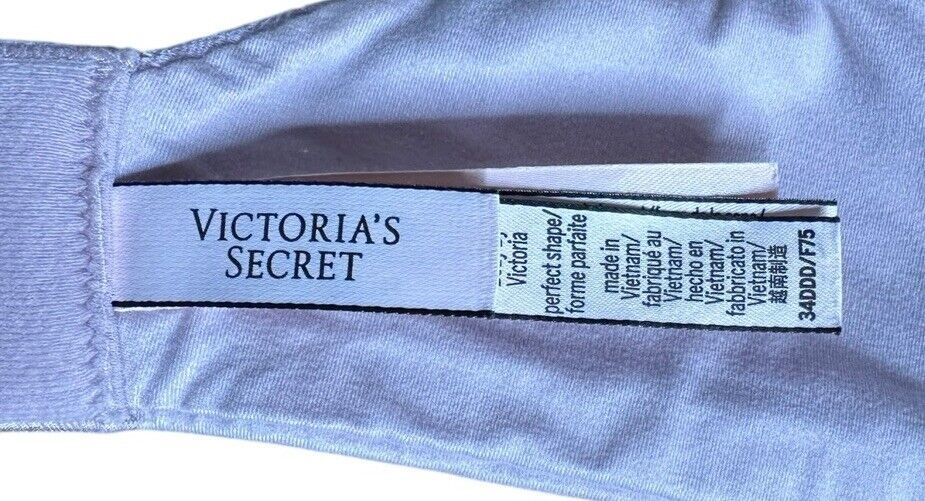 VICTORIA'S
SECRET
Victoria
perfect shape/
forme parfaite
made in
Vietnam/
fabriqué au
Vietnam/
hecho en
Vietnam/
fabbricato in
Vietnam/
越南制造
34DDD/F75